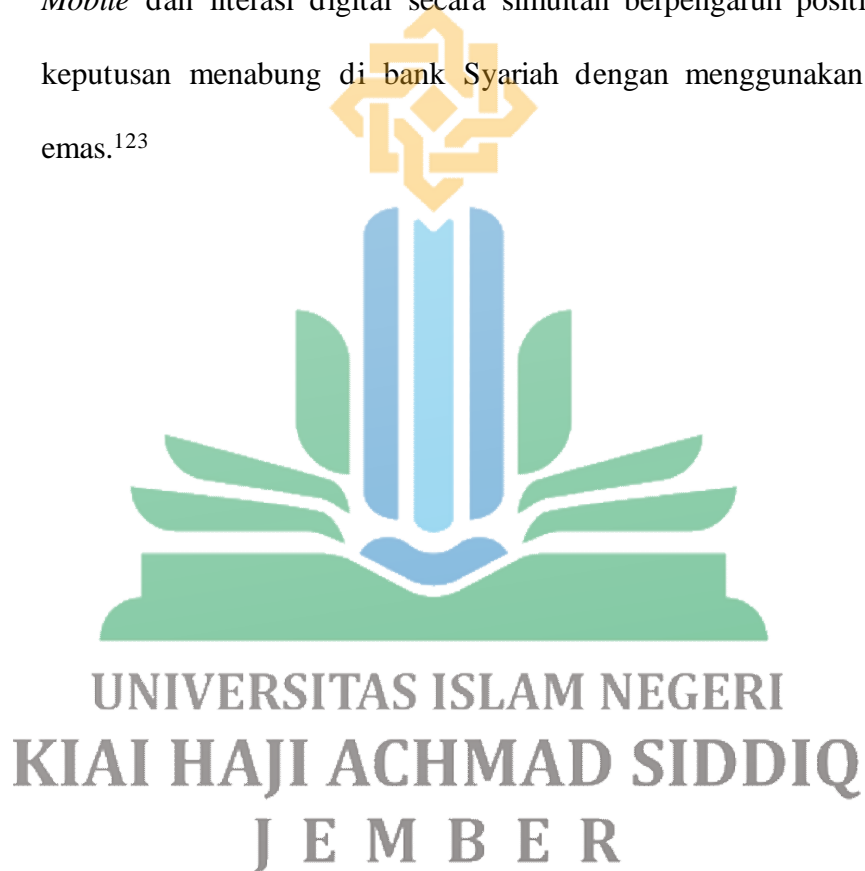 Mobile dan literasi digital secara simultan berpengaruh positi
keputusan menabung di bank Syariah dengan menggunakan
emas.123
UNIVERSITAS ISLAM NEGERI
KIAI HAJI ACHMAD SIDDIQ
JEMBER